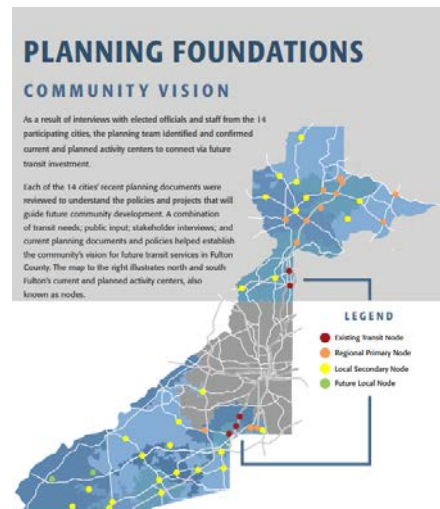 PLANNING FOUNDATIONS
COMMUNITY VISION
As a result of interviews with elected officials and staff from the 14
participating cities, the planning team identified and confirmed
current and planned activity centers to connect via future
transit investment.
Each of the 14 cities' recent planning documents were
reviewed to understand the policies and projects that will
guide future community development. A combination
of transit needs; public input; stakeholder interviews; and
current planning documents and policies helped establish
the community's vision for future transit services in Fulton
County. The map to the right illustrates north and south
Fulton's current and planned activity centers, also
known as nodes.
LEGEND
Existing Transit Node
Regional Primary Node
Local Secondary Node
Future Local Node